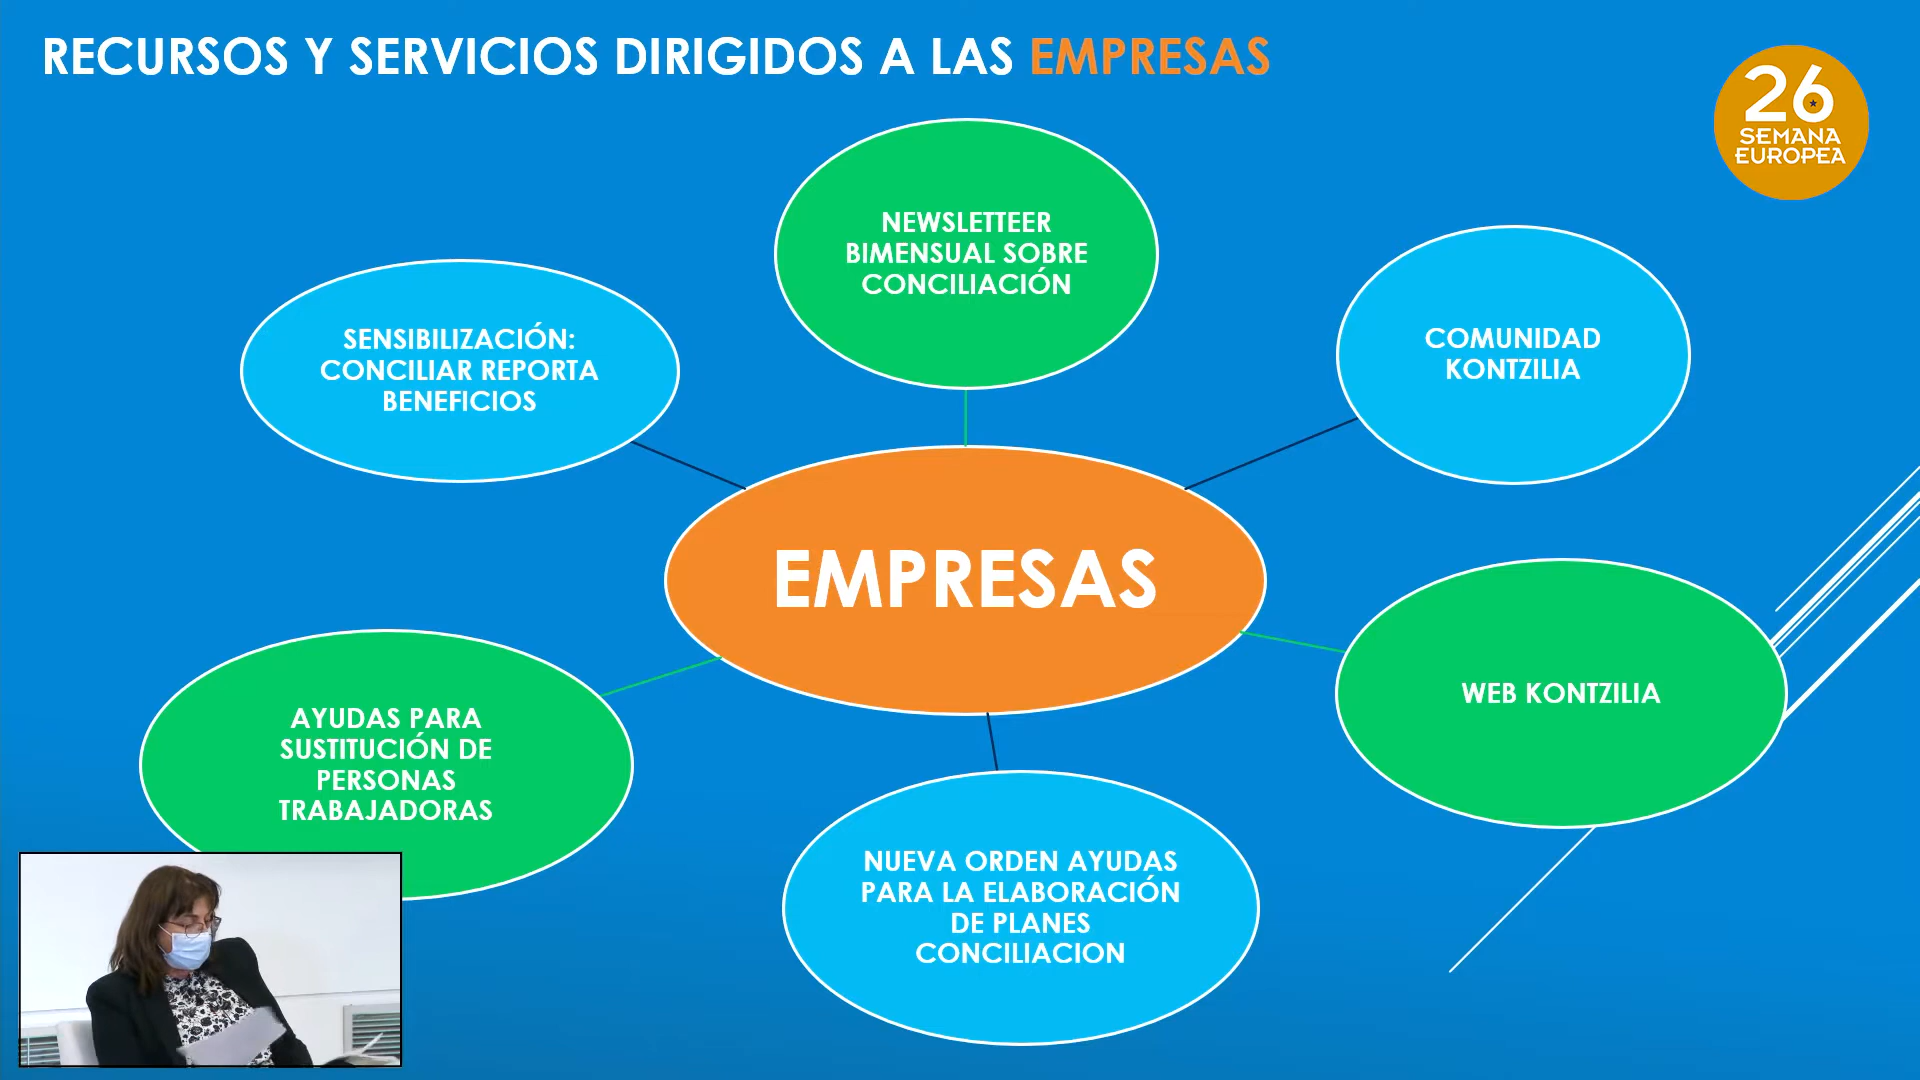 RECURSOS Y SERVICIOS DIRIGIDOS A LAS EMPRESAS
26
SEMANA
EUROPEA
NEWSLETTEER
BIMENSUAL SOBRE
CONCILIACIÓN
COMUNIDAD
KONTZILIA
SENSIBILIZACIÓN:
CONCILIAR REPORTA
BENEFICIOS
EMPRESAS
WEB KONTZILIA
AYUDAS PARA
SUSTITUCIÓN DE
PERSONAS
TRABAJADORAS
NUEVA ORDEN AYUDAS
PARA LA ELABORACIÓN
DE PLANES
CONCILIACION